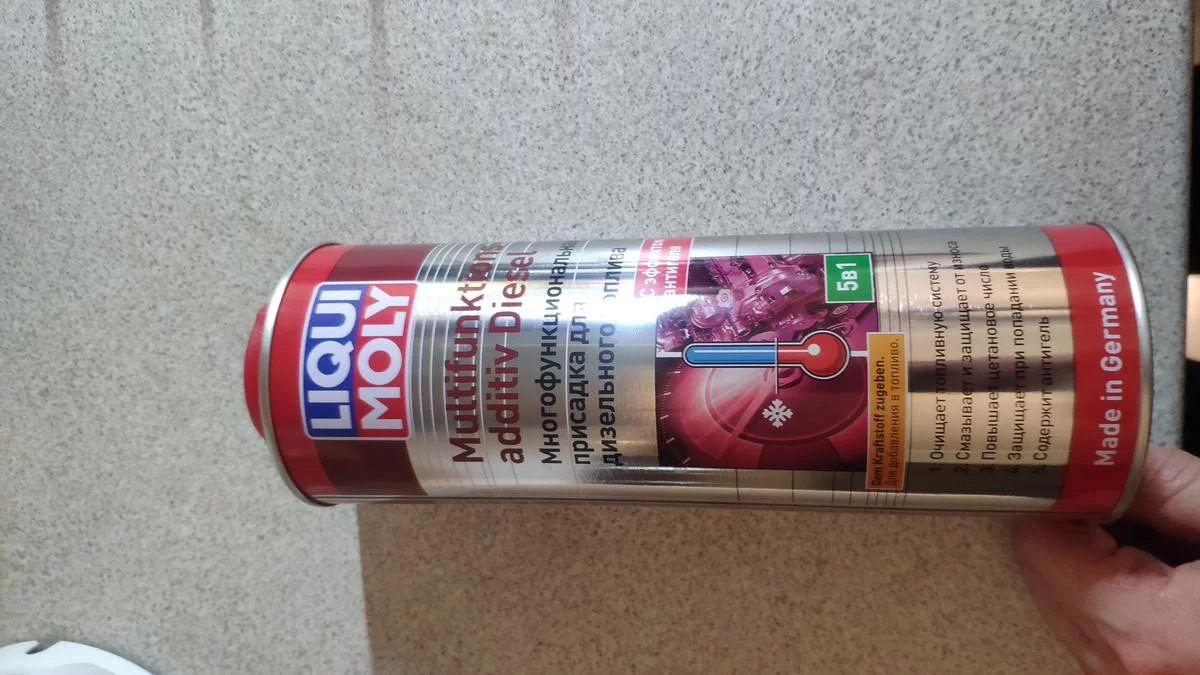 LIQUI
MOLY
Multifunktions
additiv Diesel
Многофункциональная
присадка для
дизельного топлива
С эффектом
антигеля
5в1
Dem Kraftstoff zugeben.
Для добавления в топливо.
1. Очищает топливную систему
2. Смазывает и защищает от износа
3. Повышает цетановое число
4. Защищает при попадании воды
5. Содержит антигель
Made in Germany